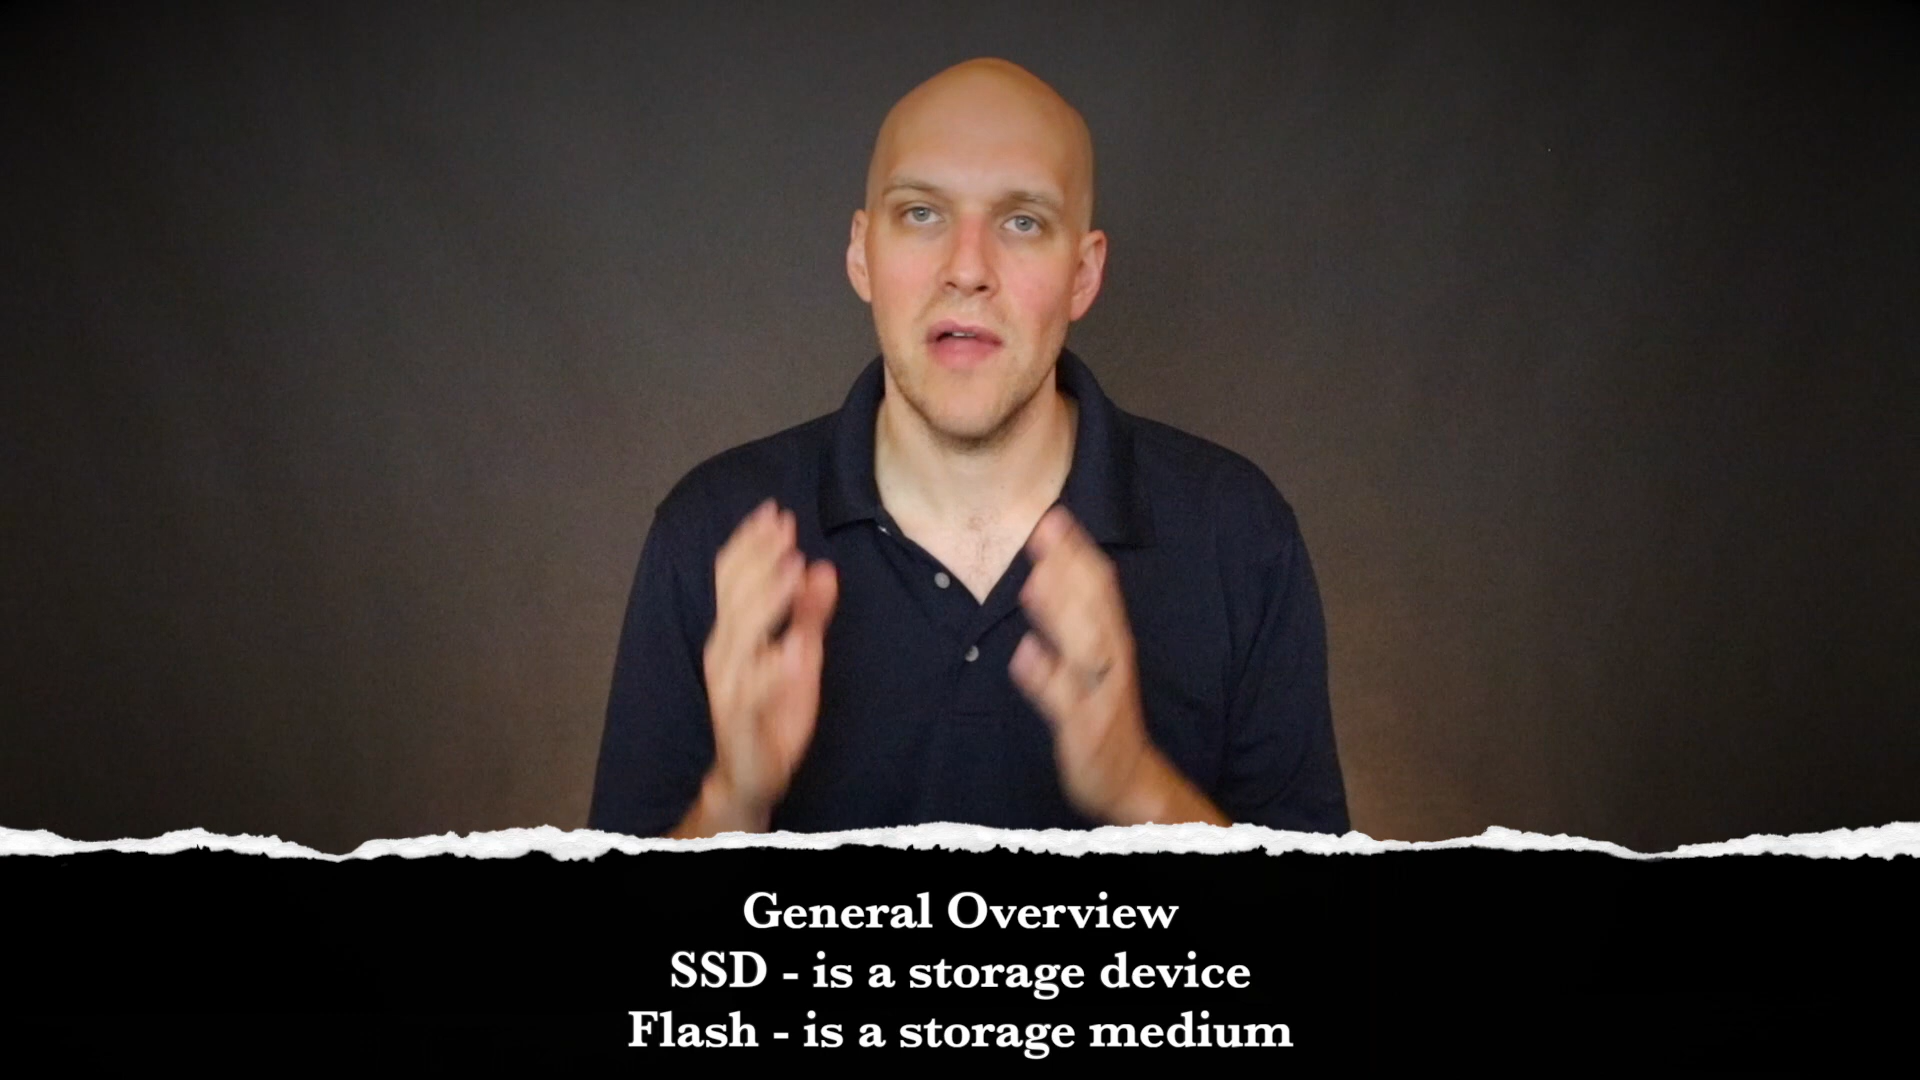 General Overview
SSD - is a storage device
Flash - is a storage medium